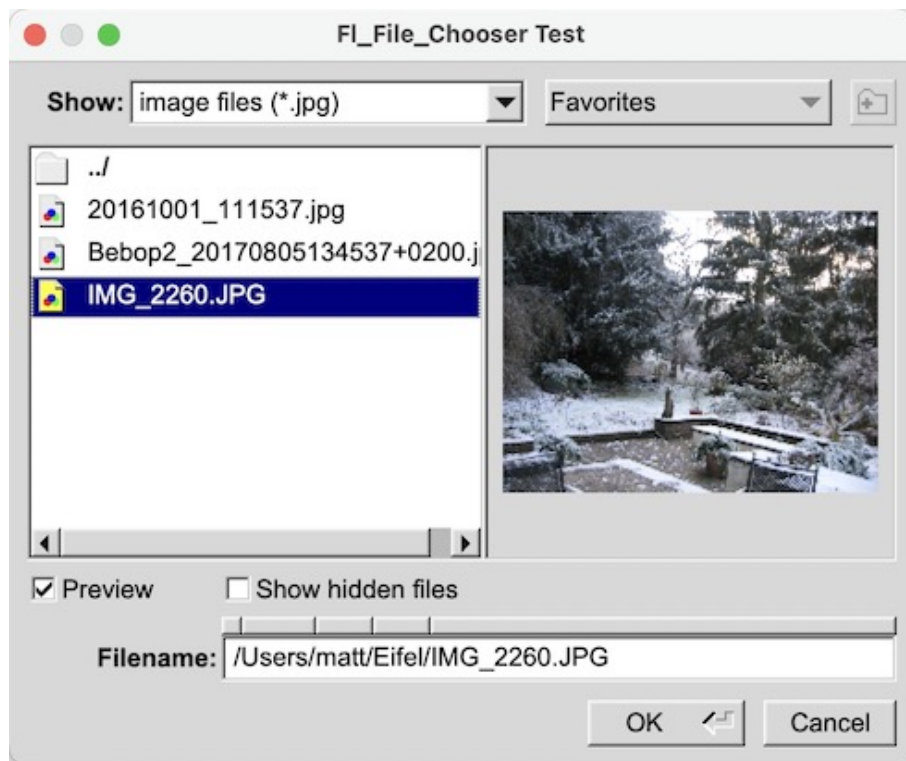 Fl_File_Chooser Test
Show: image files (*.jpg) Favorites
../
20161001_111537.jpg
Bebop2_20170805134537+0200.j
IMG_2260.JPG
Preview Show hidden files
Filename: /Users/matt/Eifel/IMG_2260.JPG
OK Cancel